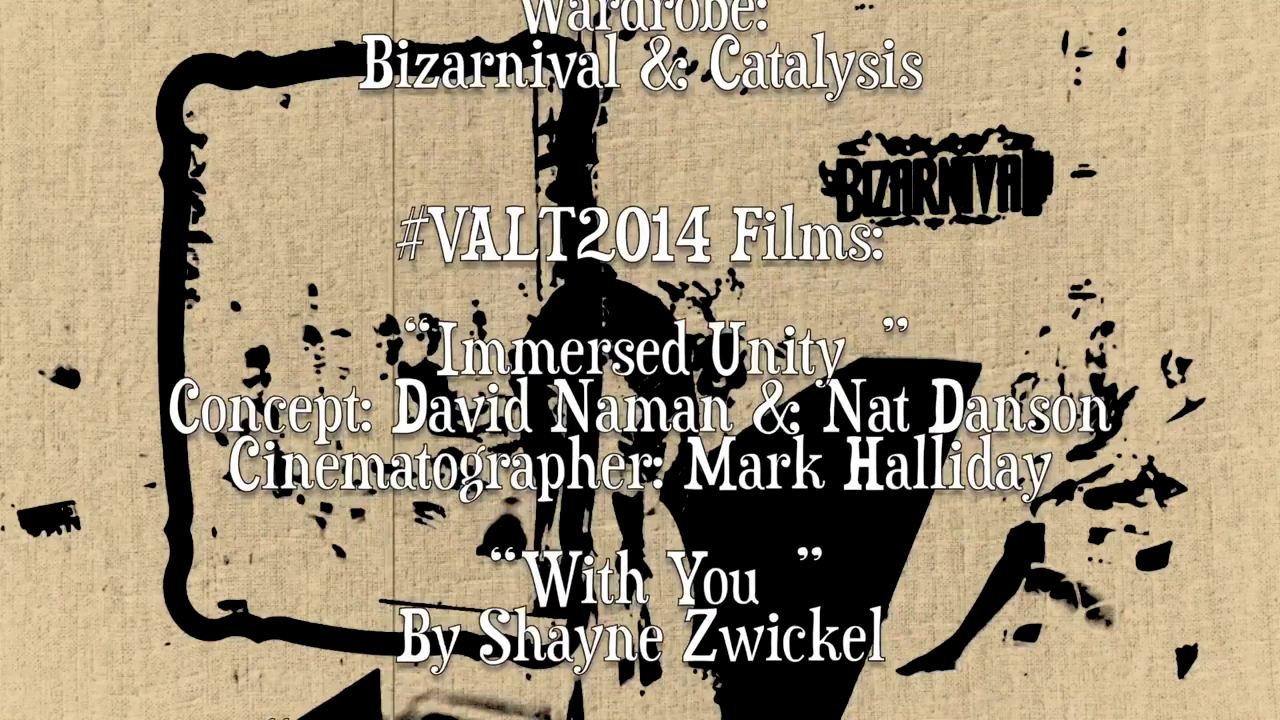 Wardrobe:
Bizarnival & Catalysis
BIZARNIVAL
#VALT2014 Films:
“Immersed Unity ”
Concept: David Naman & Nat Danson
Cinematographer: Mark Halliday
“With You ”
By Shayne Zwickel